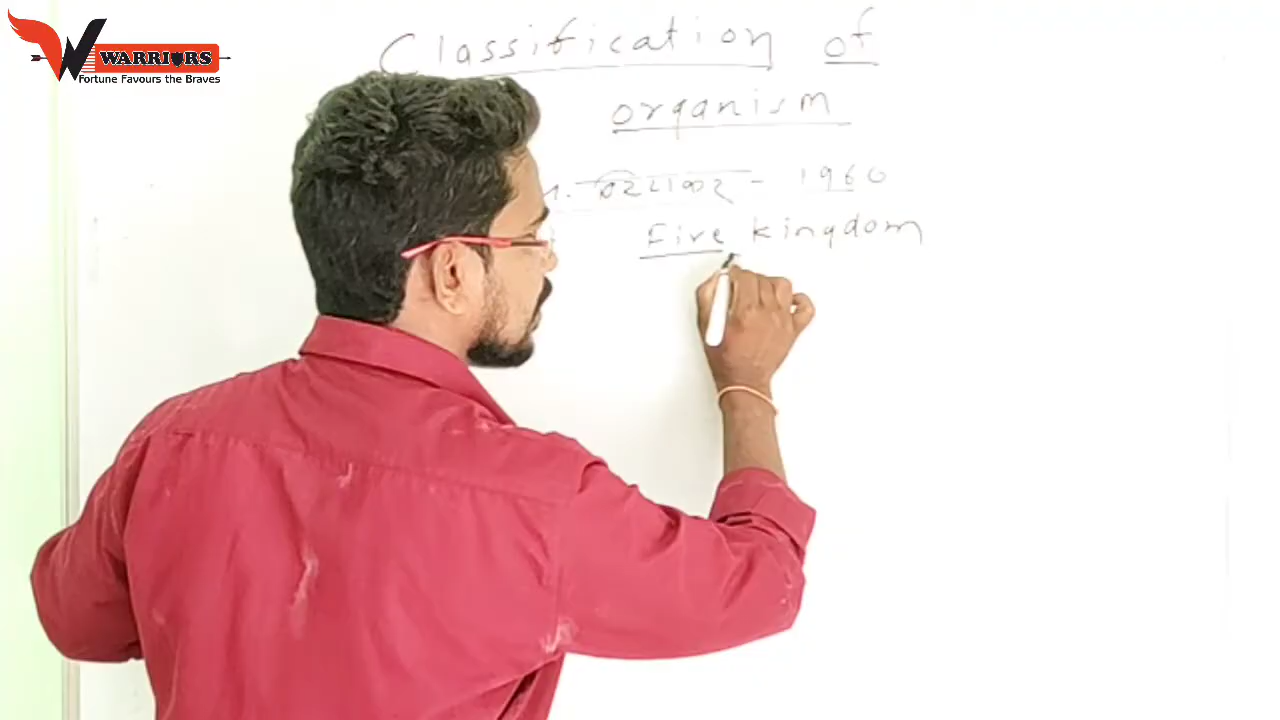 WARRIORS
Fortune Favours the Braves
Classification of
organism
- 1960
Five kingdom